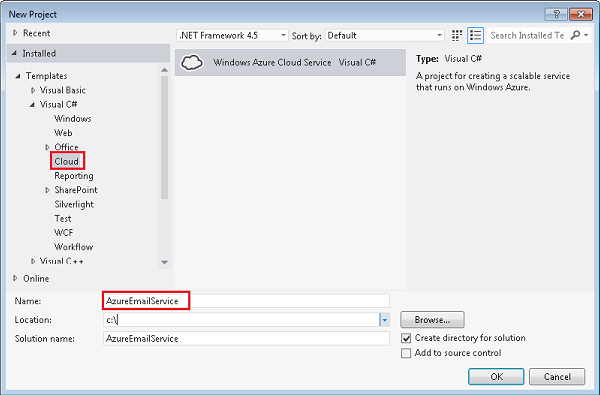 New Project
Recent
.NET Framework 4.5
Sort by:
Default
Search Installed Te
Installed
Templates
Visual Basic
Visual C#
Windows
Web
Office
Cloud
Reporting
SharePoint
Silverlight
Test
WCF
Workflow
Visual C++
Online
Windows Azure Cloud Service Visual C#
Type: Visual C#
A project for creating a scalable service
that runs on Windows Azure.
Name:
AzureEmailService
Location:
c:\
Browse...
Solution name:
AzureEmailService
Create directory for solution
Add to source control
OK
Cancel